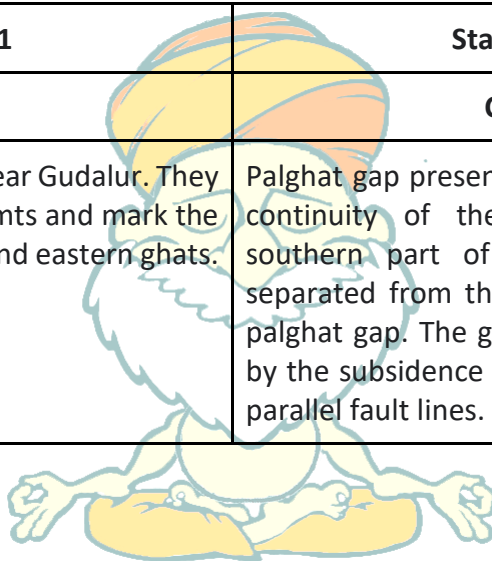 1
Sta
ear Gudalur. They
mts and mark the
nd eastern ghats.
Palghat gap presen
continuity of the
southern part of
separated from th
palghat gap. The g
by the subsidence
parallel fault lines.